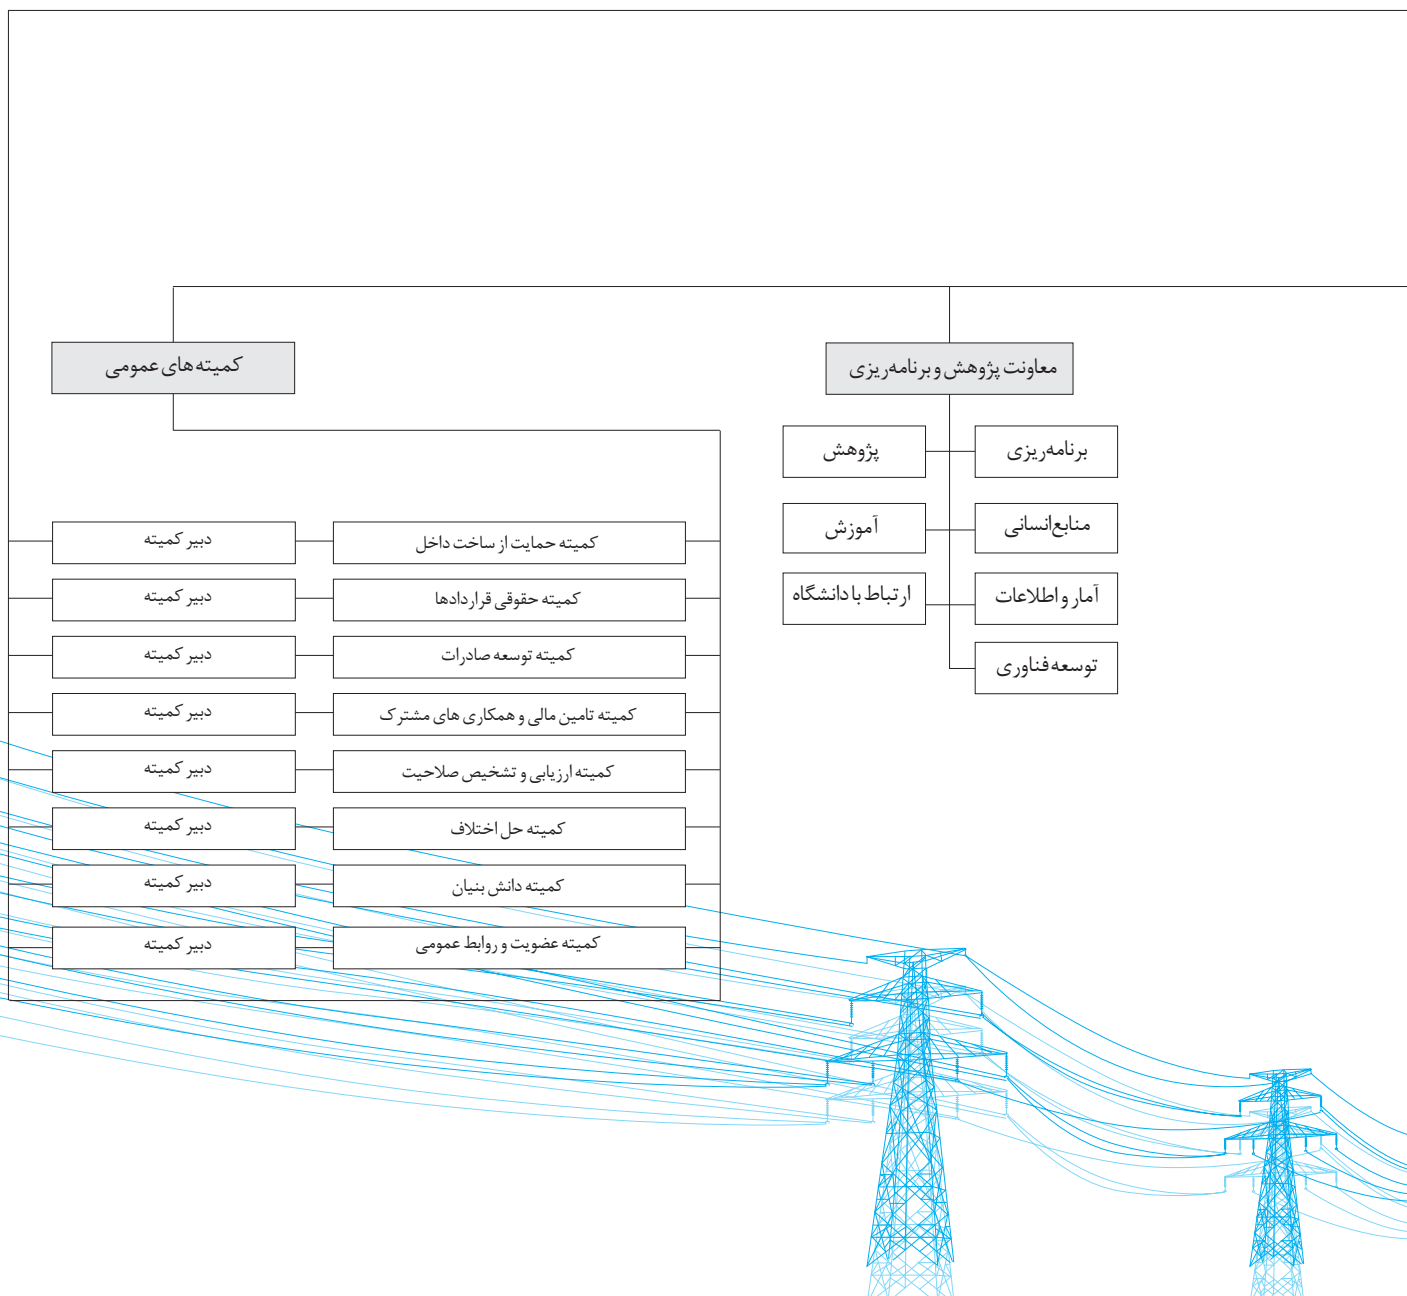 معاونت پژوهش و برنامه‌ریزی
برنامه‌ریزی
پژوهش
منابع‌انسانی
آموزش
آمار و اطلاعات
ارتباط با دانشگاه
توسعه فناوری
کمیته های عمومی
کمیته حمایت از ساخت داخل
دبیر کمیته
کمیته حقوقی قراردادها
دبیر کمیته
کمیته توسعه صادرات
دبیر کمیته
کمیته تامین مالی و همکاری های مشترک
دبیر کمیته
کمیته ارزیابی و تشخیص صلاحیت
دبیر کمیته
کمیته حل اختلاف
دبیر کمیته
کمیته دانش بنیان
دبیر کمیته
کمیته عضویت و روابط عمومی
دبیر کمیته